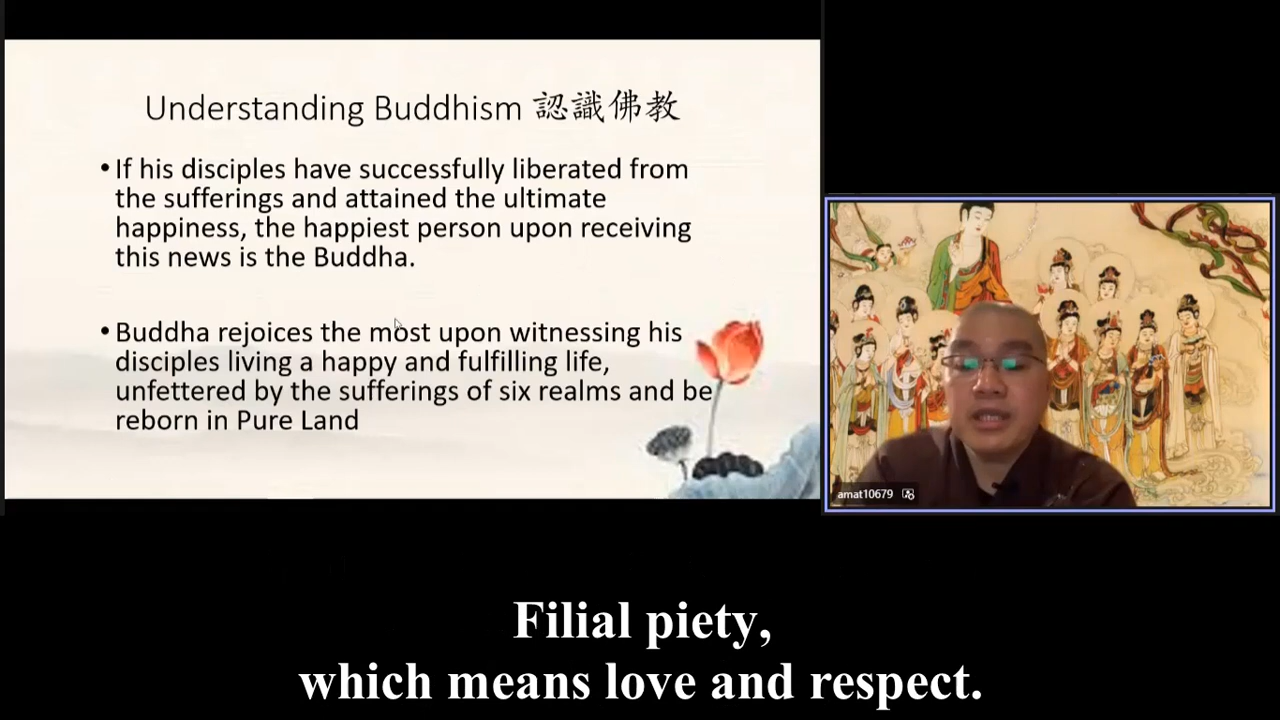 Understanding Buddhism 認識佛教
•If his disciples have successfully liberated from
the sufferings and attained the ultimate
happiness, the happiest person upon receiving
this news is the Buddha.
•Buddha rejoices the most upon witnessing his
disciples living a happy and fulfilling life,
unfettered by the sufferings of six realms and be
reborn in Pure Land
amat10679
Filial piety,
which means love and respect.